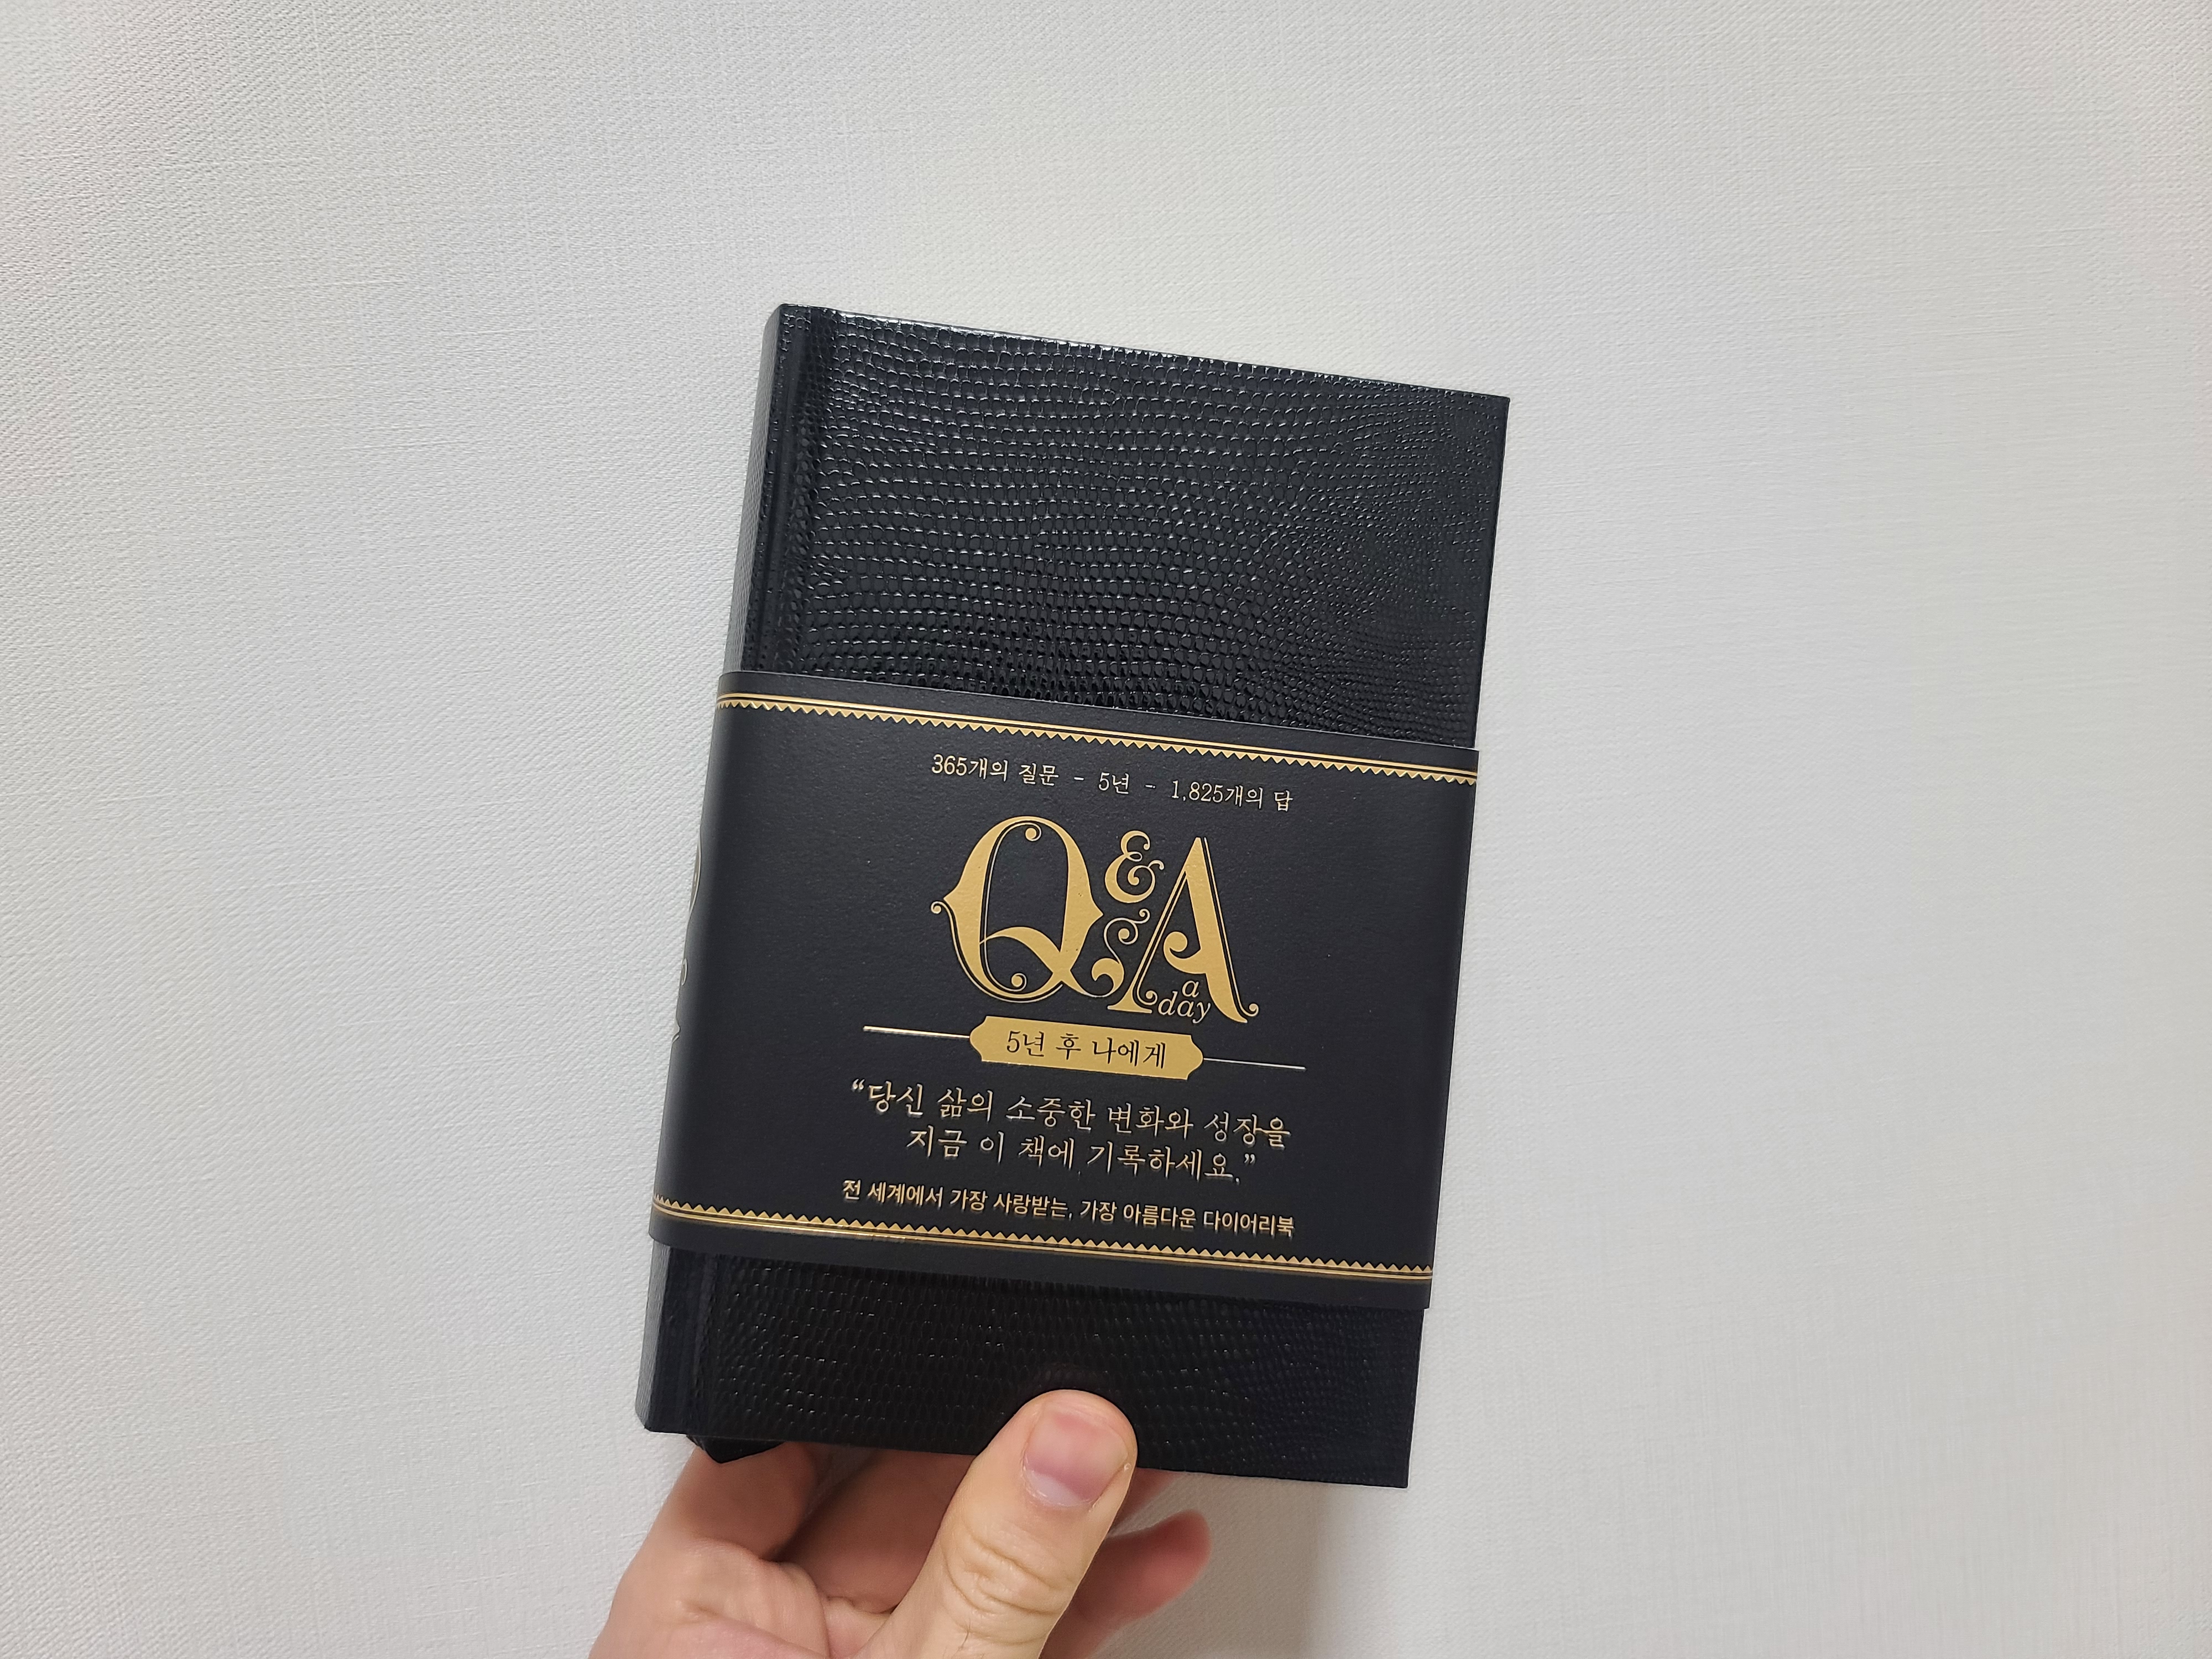 365개의 질문 - 5년 - 1,825개의 답
Q&A
a
day
5년 후 나에게
“당신 삶의 소중한 변화와 성장을
지금 이 책에 기록하세요.”
전 세계에서 가장 사랑받는, 가장 아름다운 다이어리북